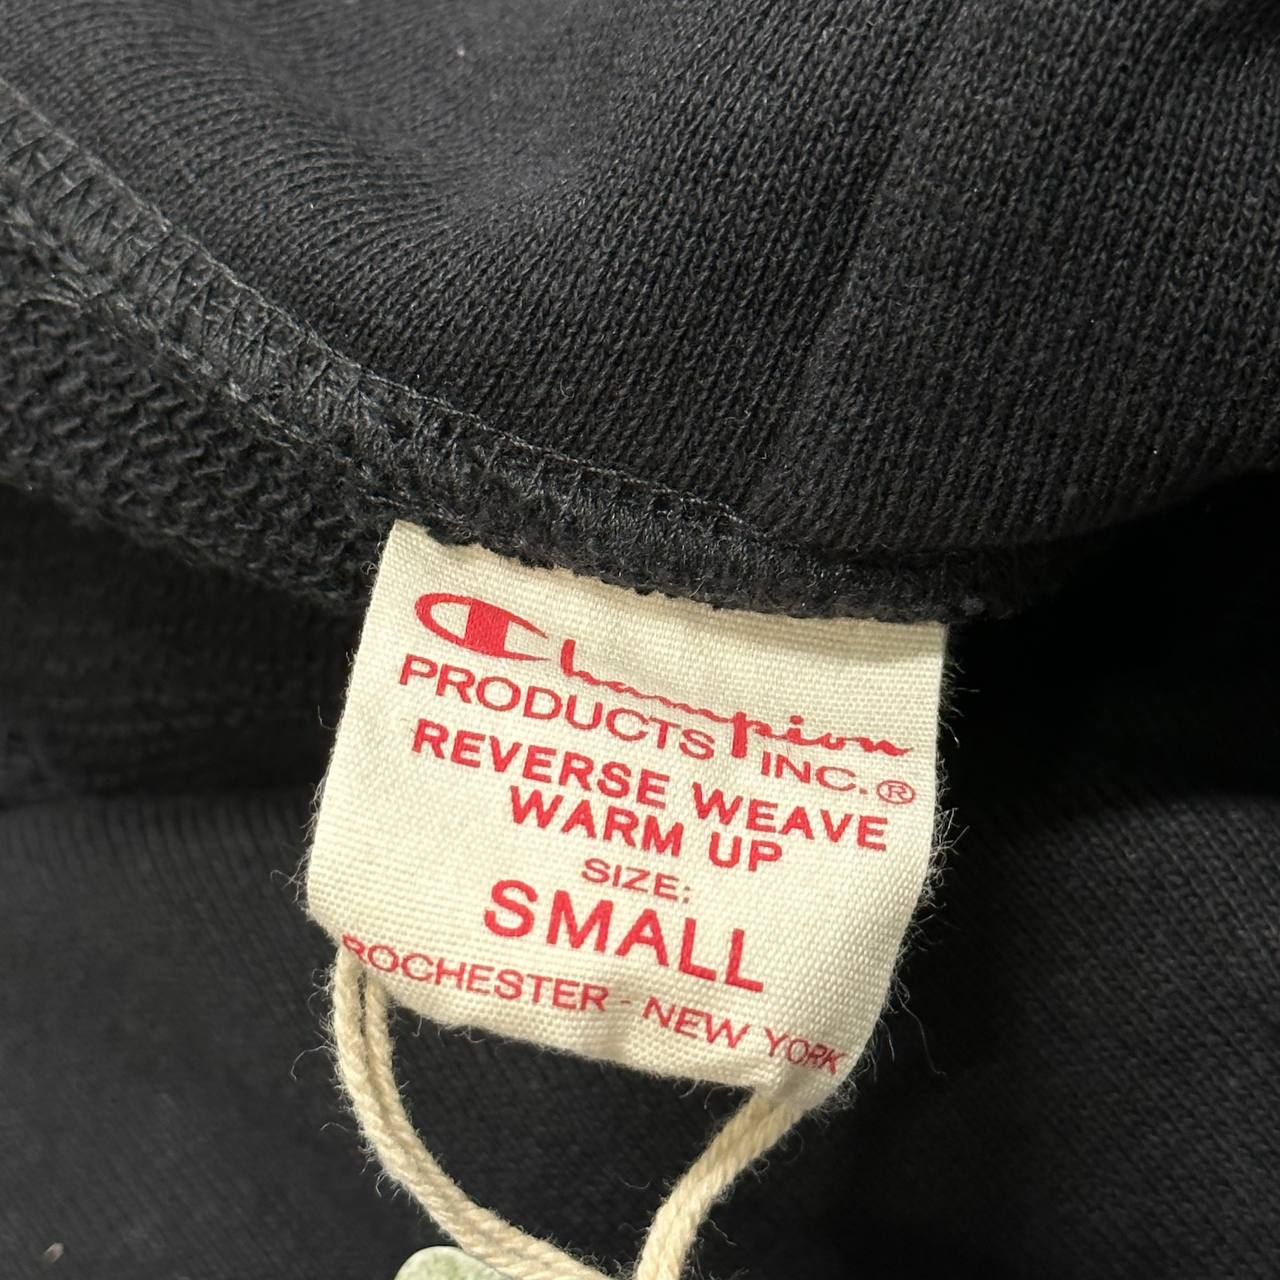 Champion
PRODUCTS INC.®
REVERSE WEAVE
WARM UP
SIZE:
SMALL
ROCHESTER - NEW YORK